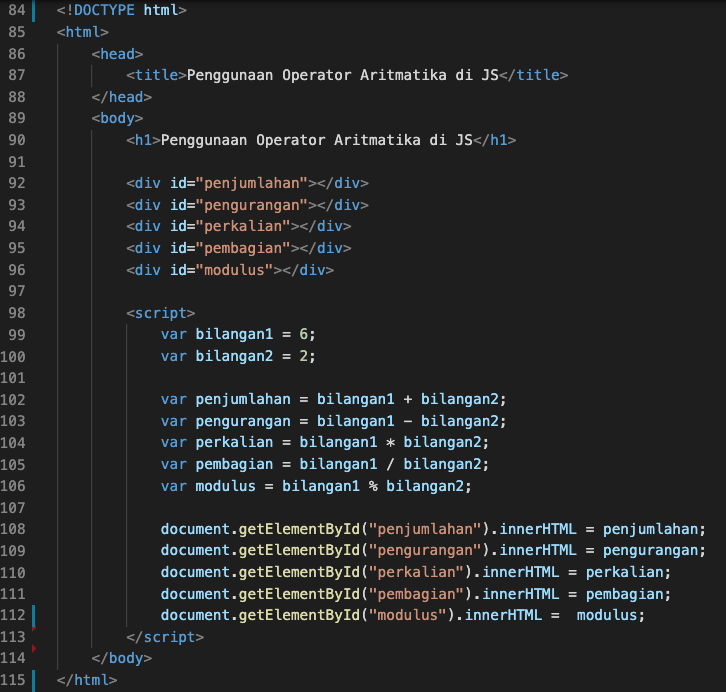 84 <!DOCTYPE html>
85 <html>
86 <head>
87 <title>Penggunaan Operator Aritmatika di JS</title>
88 </head>
89 <body>
90 <h1>Penggunaan Operator Aritmatika di JS</h1>
91
92 <div id="penjumlahan"></div>
93 <div id="pengurangan"></div>
94 <div id="perkalian"></div>
95 <div id="pembagian"></div>
96 <div id="modulus"></div>
97
98 <script>
99 var bilangan1 = 6;
100 var bilangan2 = 2;
101
102 var penjumlahan = bilangan1 + bilangan2;
103 var pengurangan = bilangan1 - bilangan2;
104 var perkalian = bilangan1 * bilangan2;
105 var pembagian = bilangan1 / bilangan2;
106 var modulus = bilangan1 % bilangan2;
107
108 document.getElementById("penjumlahan").innerHTML = penjumlahan;
109 document.getElementById("pengurangan").innerHTML = pengurangan;
110 document.getElementById("perkalian").innerHTML = perkalian;
111 document.getElementById("pembagian").innerHTML = pembagian;
112 document.getElementById("modulus").innerHTML =  modulus;
113 </script>
114 </body>
115 </html>